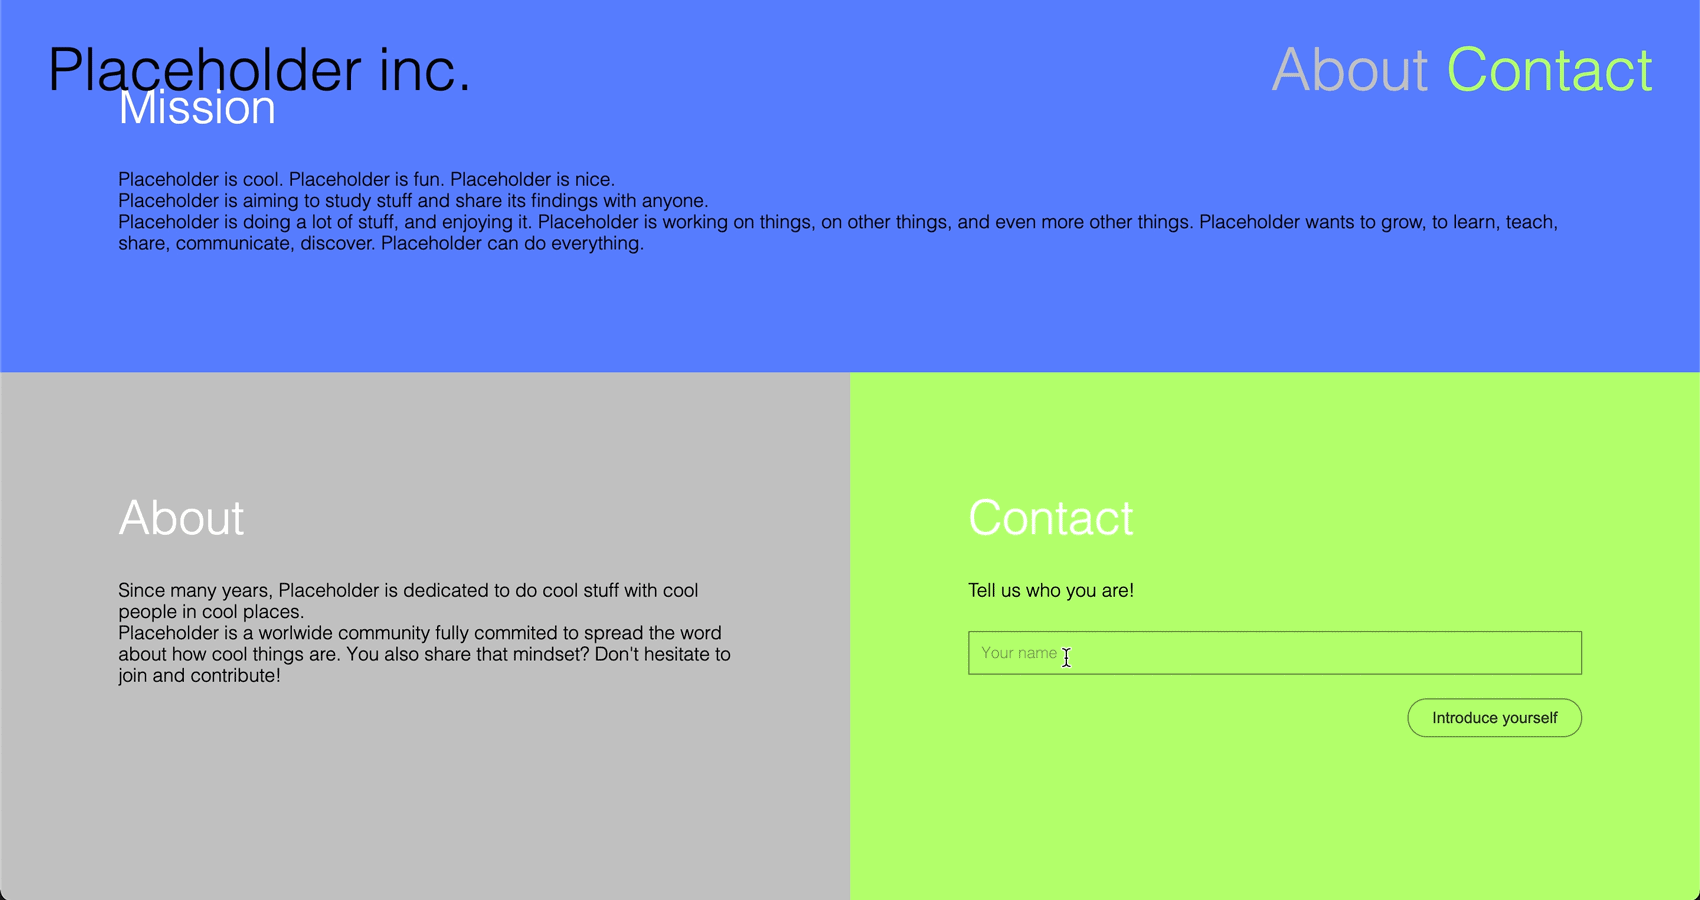 Placeholder inc.
About Contact
Mission
Placeholder is cool. Placeholder is fun. Placeholder is nice.
Placeholder is aiming to study stuff and share its findings with anyone.
Placeholder is doing a lot of stuff, and enjoying it. Placeholder is working on things, on other things, and even more other things. Placeholder wants to grow, to learn, teach,
share, communicate, discover. Placeholder can do everything.
About
Since many years, Placeholder is dedicated to do cool stuff with cool
people in cool places.
Placeholder is a worlwide community fully commited to spread the word
about how cool things are. You also share that mindset? Don't hesitate to
join and contribute!
Contact
Tell us who you are!
Your name
Introduce yourself